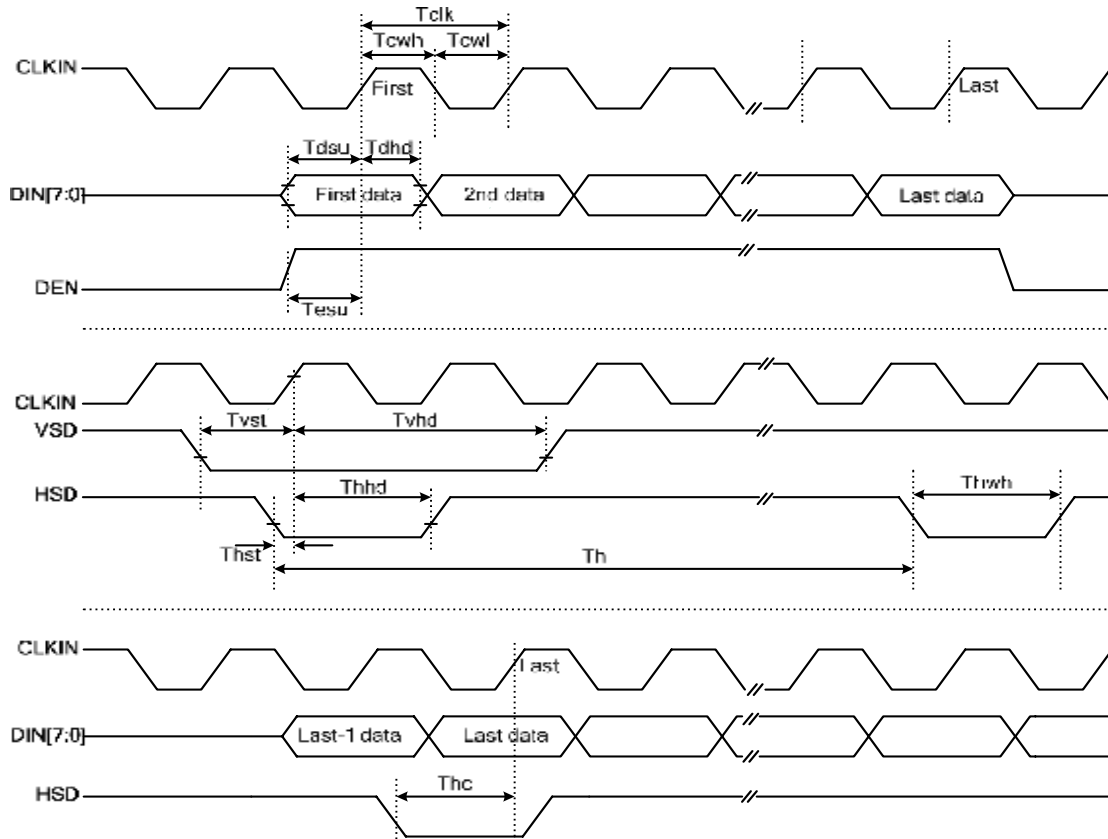 Tclk
Tcwh Tcwl
CLKIN First Last
Tdsu Tdhd
DIN[7:0] First data 2nd data Last data
DEN
Tesu
CLKIN
VSD Tvst Tvhd
HSD Thhd Thwh
Thst Th
CLKIN Last
DIN[7:0] Last-1 data Last data
HSD Thc